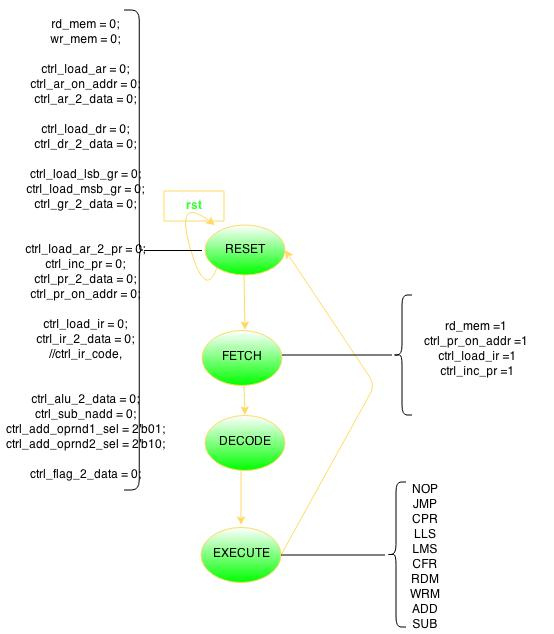 rd_mem = 0;
wr_mem = 0;
ctrl_load_ar = 0;
ctrl_ar_on_addr = 0;
ctrl_ar_2_data = 0;
ctrl_load_dr = 0;
ctrl_dr_2_data = 0;
ctrl_load_lsb_gr = 0;
ctrl_load_msb_gr = 0;
ctrl_gr_2_data = 0;
ctrl_load_ar_2_pr = 0;
ctrl_inc_pr = 0;
ctrl_pr_2_data = 0;
ctrl_pr_on_addr = 0;
ctrl_load_ir = 0;
ctrl_ir_2_data = 0;
//ctrl_ir_code,
ctrl_alu_2_data = 0;
ctrl_sub_nadd = 0;
ctrl_add_oprnd1_sel = 2'b01;
ctrl_add_oprnd2_sel = 2'b10;
ctrl_flag_2_data = 0;
rst
RESET
FETCH
DECODE
EXECUTE
rd_mem =1
ctrl_pr_on_addr =1
ctrl_load_ir =1
ctrl_inc_pr =1
NOP
JMP
CPR
LLS
LMS
CFR
RDM
WRM
ADD
SUB